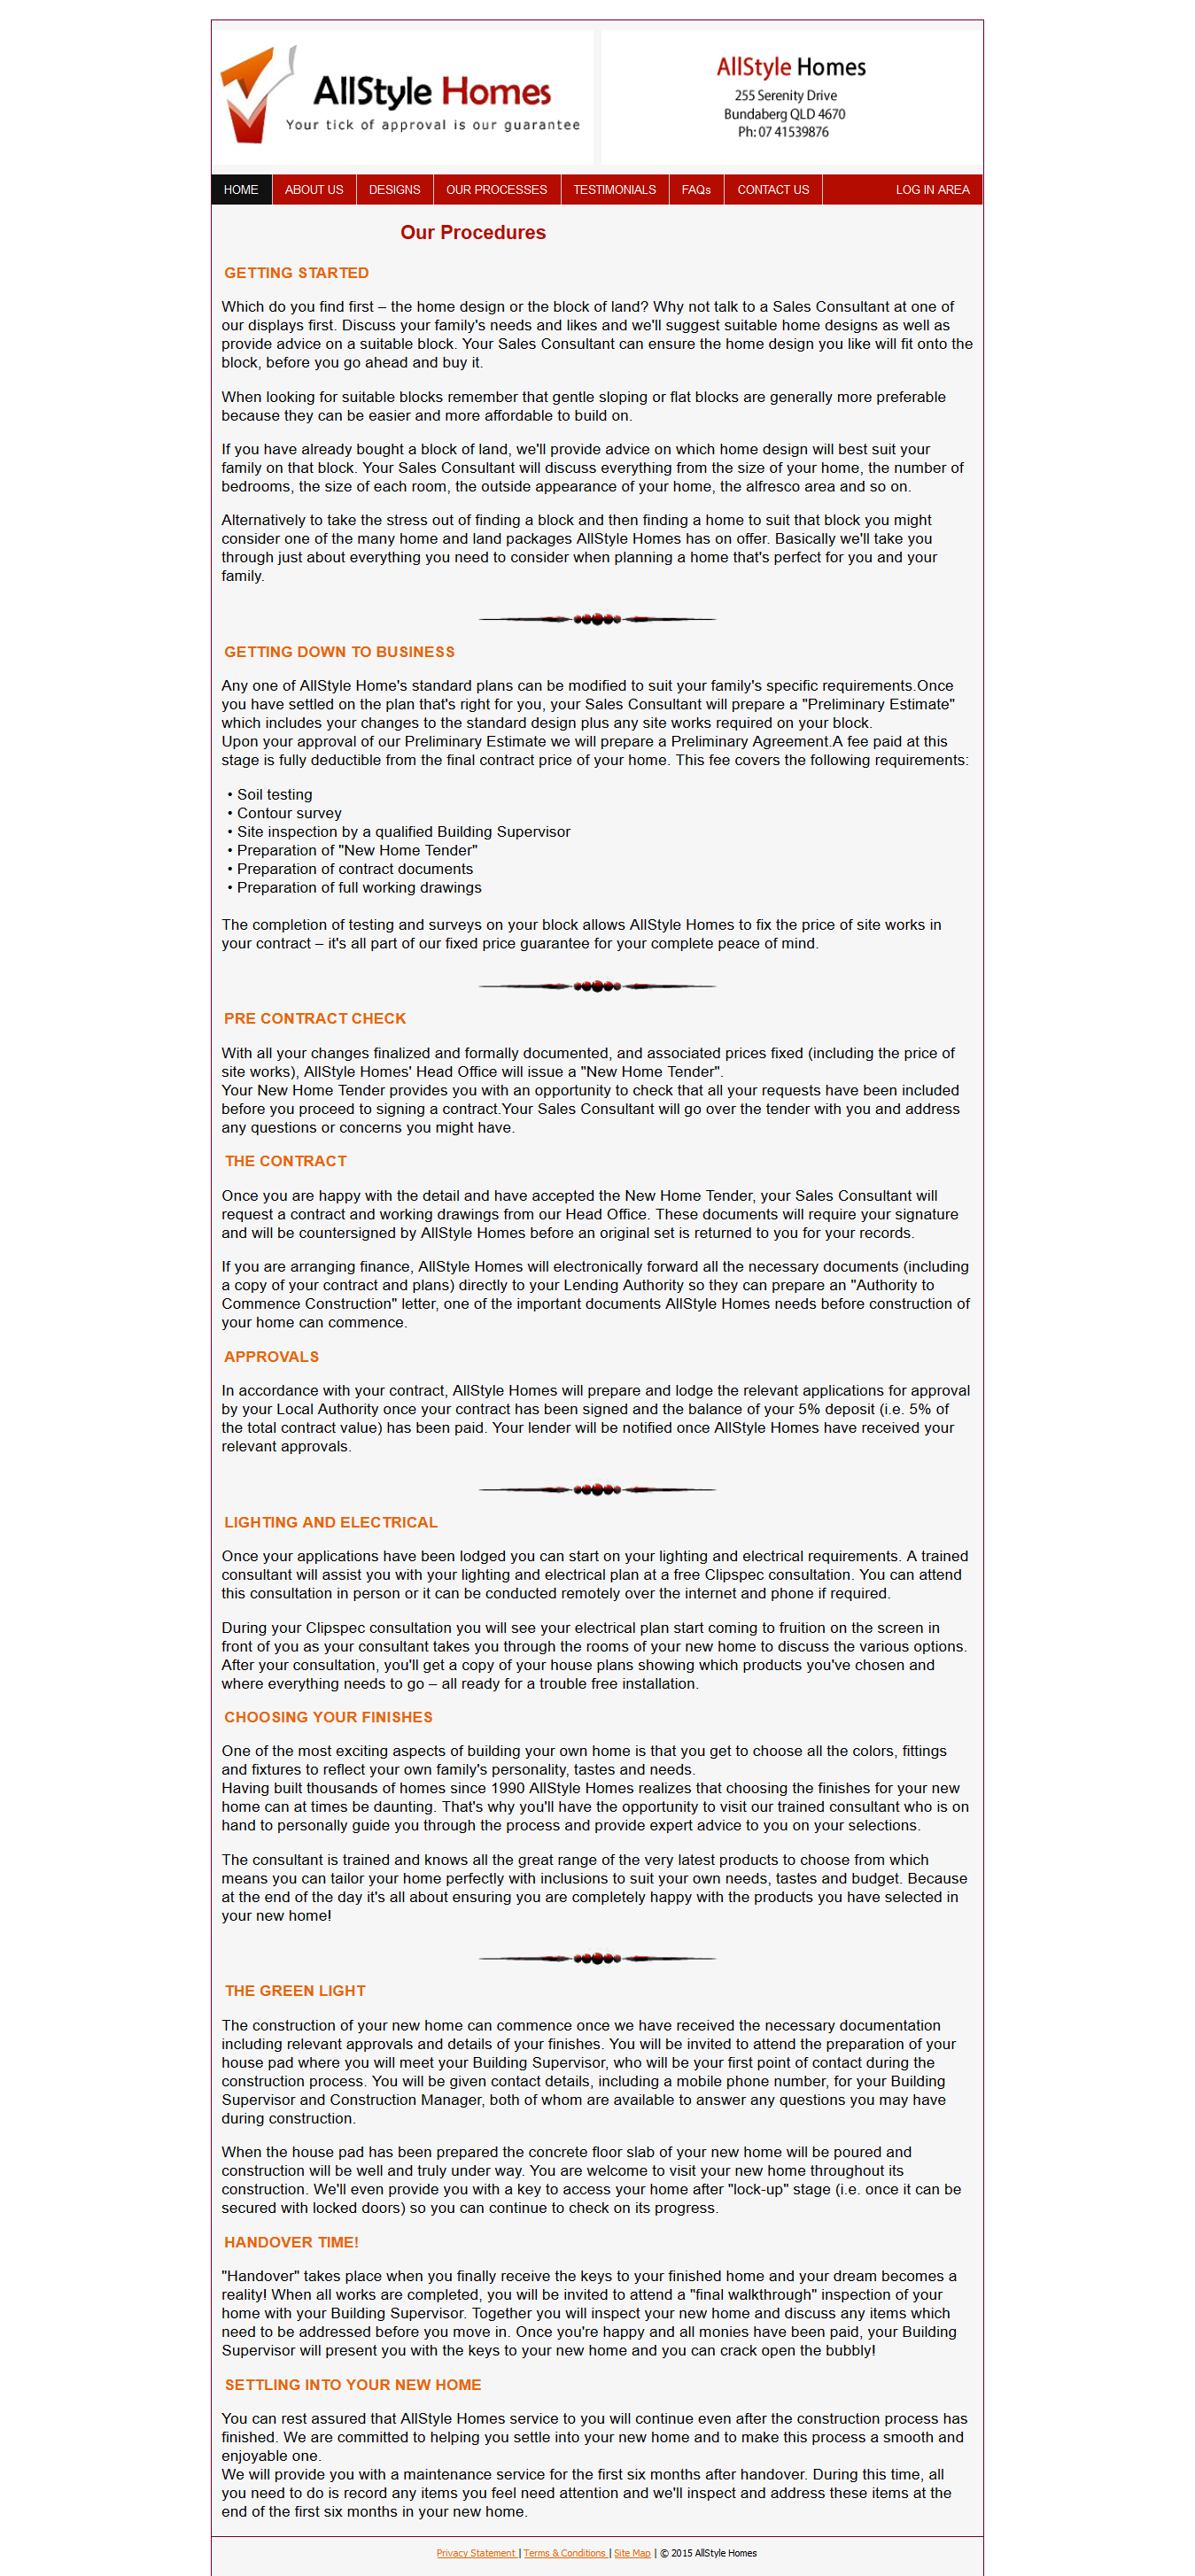 AllStyle Homes
Your tick of approval is our guarantee
AllStyle Homes
255 Serenity Drive
Bundaberg QLD 4670
Ph: 07 41539876
HOME ABOUT US DESIGNS OUR PROCESSES TESTIMONIALS FAQs CONTACT US LOG IN AREA
Our Procedures
GETTING STARTED
Which do you find first – the home design or the block of land? Why not talk to a Sales Consultant at one of
our displays first. Discuss your family's needs and likes and we'll suggest suitable home designs as well as
provide advice on a suitable block. Your Sales Consultant can ensure the home design you like will fit onto the
block, before you go ahead and buy it.
When looking for suitable blocks remember that gentle sloping or flat blocks are generally more preferable
because they can be easier and more affordable to build on.
If you have already bought a block of land, we'll provide advice on which home design will best suit your
family on that block. Your Sales Consultant will discuss everything from the size of your home, the number of
bedrooms, the size of each room, the outside appearance of your home, the alfresco area and so on.
Alternatively to take the stress out of finding a block and then finding a home to suit that block you might
consider one of the many home and land packages AllStyle Homes has on offer. Basically we'll take you
through just about everything you need to consider when planning a home that's perfect for you and your
family.
GETTING DOWN TO BUSINESS
Any one of AllStyle Home's standard plans can be modified to suit your family's specific requirements.Once
you have settled on the plan that's right for you, your Sales Consultant will prepare a "Preliminary Estimate"
which includes your changes to the standard design plus any site works required on your block.
Upon your approval of our Preliminary Estimate we will prepare a Preliminary Agreement.A fee paid at this
stage is fully deductible from the final contract price of your home. This fee covers the following requirements:
• Soil testing
• Contour survey
• Site inspection by a qualified Building Supervisor
• Preparation of "New Home Tender"
• Preparation of contract documents
• Preparation of full working drawings
The completion of testing and surveys on your block allows AllStyle Homes to fix the price of site works in
your contract – it's all part of our fixed price guarantee for your complete peace of mind.
PRE CONTRACT CHECK
With all your changes finalized and formally documented, and associated prices fixed (including the price of
site works), AllStyle Homes' Head Office will issue a "New Home Tender".
Your New Home Tender provides you with an opportunity to check that all your requests have been included
before you proceed to signing a contract.Your Sales Consultant will go over the tender with you and address
any questions or concerns you might have.
THE CONTRACT
Once you are happy with the detail and have accepted the New Home Tender, your Sales Consultant will
request a contract and working drawings from our Head Office. These documents will require your signature
and will be countersigned by AllStyle Homes before an original set is returned to you for your records.
If you are arranging finance, AllStyle Homes will electronically forward all the necessary documents (including
a copy of your contract and plans) directly to your Lending Authority so they can prepare an "Authority to
Commence Construction" letter, one of the important documents AllStyle Homes needs before construction of
your home can commence.
APPROVALS
In accordance with your contract, AllStyle Homes will prepare and lodge the relevant applications for approval
by your Local Authority once your contract has been signed and the balance of your 5% deposit (i.e. 5% of
the total contract value) has been paid. Your lender will be notified once AllStyle Homes have received your
relevant approvals.
LIGHTING AND ELECTRICAL
Once your applications have been lodged you can start on your lighting and electrical requirements. A trained
consultant will assist you with your lighting and electrical plan at a free Clipspec consultation. You can attend
this consultation in person or it can be conducted remotely over the internet and phone if required.
During your Clipspec consultation you will see your electrical plan start coming to fruition on the screen in
front of you as your consultant takes you through the rooms of your new home to discuss the various options.
After your consultation, you'll get a copy of your house plans showing which products you've chosen and
where everything needs to go – all ready for a trouble free installation.
CHOOSING YOUR FINISHES
One of the most exciting aspects of building your own home is that you get to choose all the colors, fittings
and fixtures to reflect your own family's personality, tastes and needs.
Having built thousands of homes since 1990 AllStyle Homes realizes that choosing the finishes for your new
home can at times be daunting. That's why you'll have the opportunity to visit our trained consultant who is on
hand to personally guide you through the process and provide expert advice to you on your selections.
The consultant is trained and knows all the great range of the very latest products to choose from which
means you can tailor your home perfectly with inclusions to suit your own needs, tastes and budget. Because
at the end of the day it's all about ensuring you are completely happy with the products you have selected in
your new home!
THE GREEN LIGHT
The construction of your new home can commence once we have received the necessary documentation
including relevant approvals and details of your finishes. You will be invited to attend the preparation of your
house pad where you will meet your Building Supervisor, who will be your first point of contact during the
construction process. You will be given contact details, including a mobile phone number, for your Building
Supervisor and Construction Manager, both of whom are available to answer any questions you may have
during construction.
When the house pad has been prepared the concrete floor slab of your new home will be poured and
construction will be well and truly under way. You are welcome to visit your new home throughout its
construction. We'll even provide you with a key to access your home after "lock-up" stage (i.e. once it can be
secured with locked doors) so you can continue to check on its progress.
HANDOVER TIME!
"Handover" takes place when you finally receive the keys to your finished home and your dream becomes a
reality! When all works are completed, you will be invited to attend a "final walkthrough" inspection of your
home with your Building Supervisor. Together you will inspect your new home and discuss any items which
need to be addressed before you move in. Once you're happy and all monies have been paid, your Building
Supervisor will present you with the keys to your new home and you can crack open the bubbly!
SETTLING INTO YOUR NEW HOME
You can rest assured that AllStyle Homes service to you will continue even after the construction process has
finished. We are committed to helping you settle into your new home and to make this process a smooth and
enjoyable one.
We will provide you with a maintenance service for the first six months after handover. During this time, all
you need to do is record any items you feel need attention and we'll inspect and address these items at the
end of the first six months in your new home.
Privacy Statement | Terms & Conditions | Site Map | © 2015 AllStyle Homes